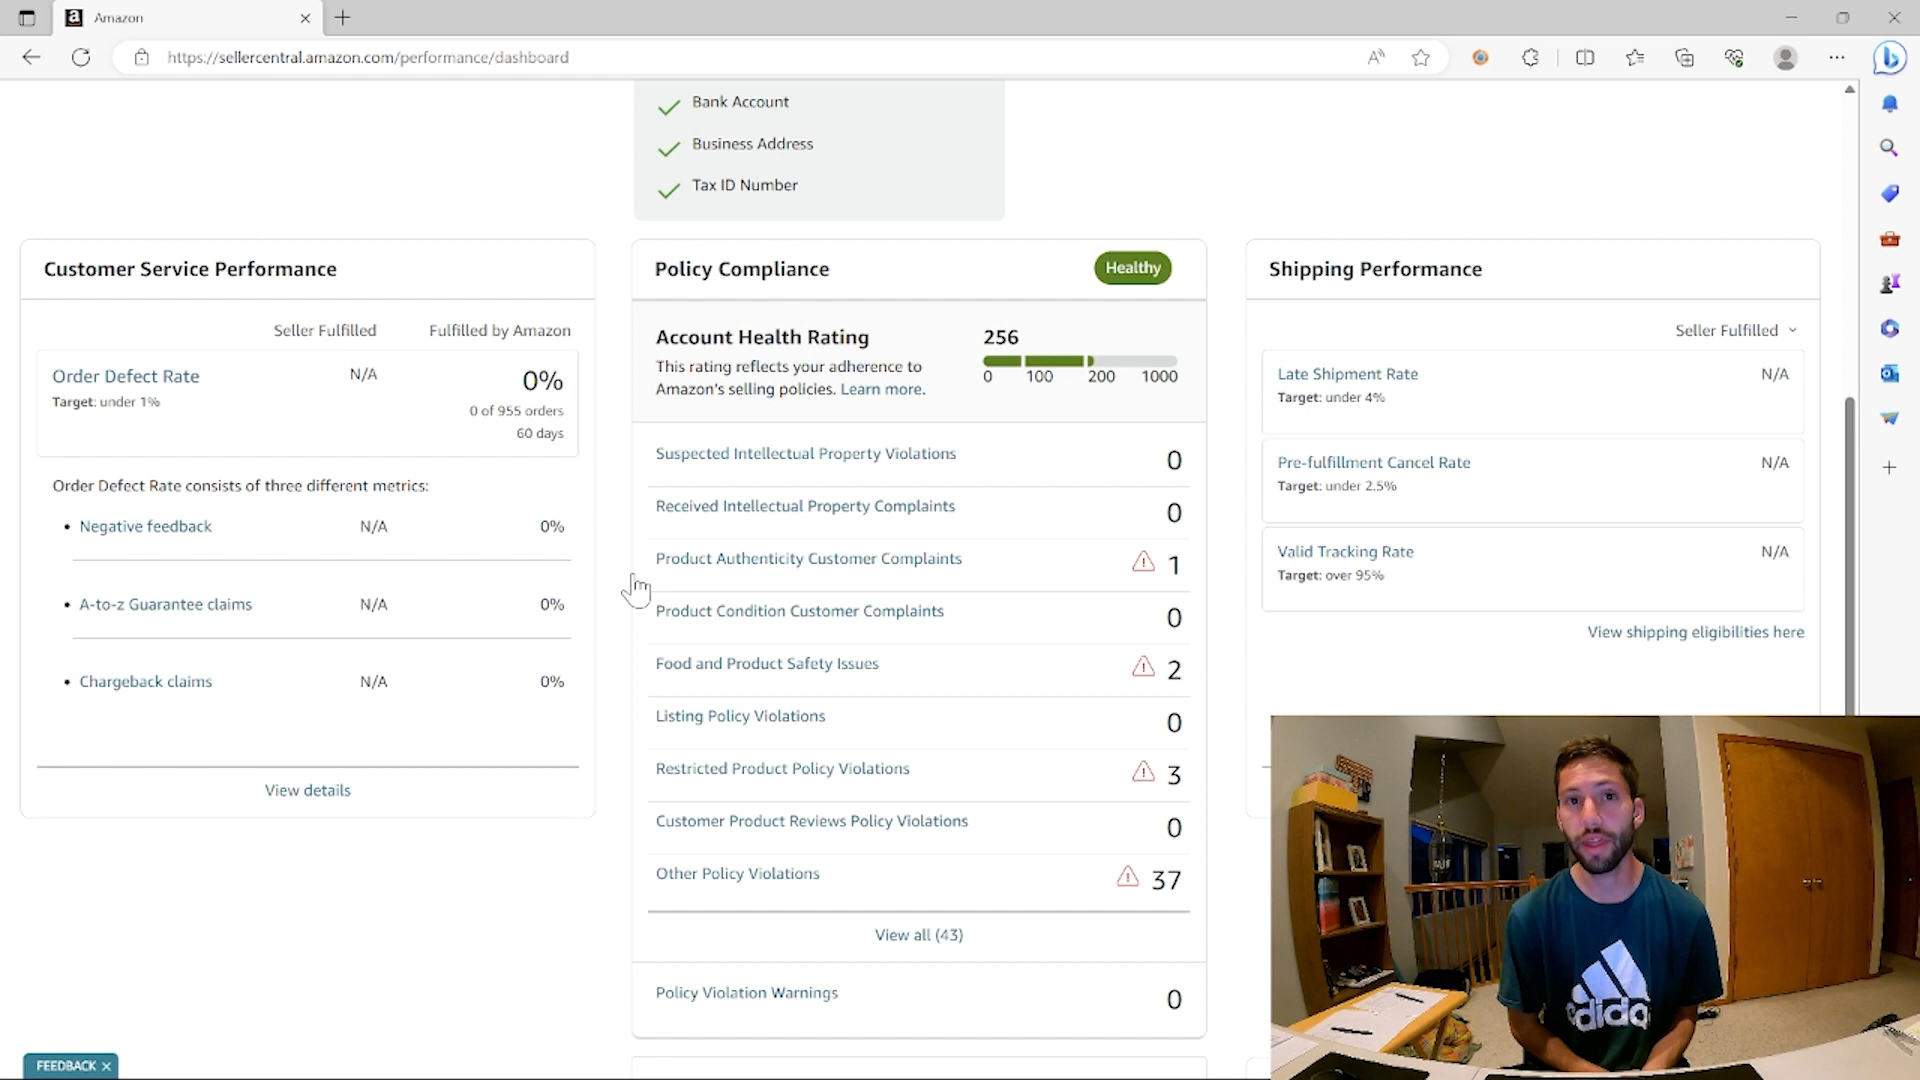 Amazon
https://sellercentral.amazon.com/performance/dashboard
Bank Account
Business Address
Tax ID Number
Customer Service Performance
Seller Fulfilled
Fulfilled by Amazon
Order Defect Rate
N/A
0%
Target: under 1%
0 of 955 orders
60 days
Order Defect Rate consists of three different metrics:
• Negative feedback
N/A
0%
• A-to-z Guarantee claims
N/A
0%
• Chargeback claims
N/A
0%
View details
Policy Compliance
Healthy
Account Health Rating
256
This rating reflects your adherence to
Amazon's selling policies. Learn more.
0 100 200 1000
Suspected Intellectual Property Violations
0
Received Intellectual Property Complaints
0
Product Authenticity Customer Complaints
1
Product Condition Customer Complaints
0
Food and Product Safety Issues
2
Listing Policy Violations
0
Restricted Product Policy Violations
3
Customer Product Reviews Policy Violations
0
Other Policy Violations
37
View all (43)
Policy Violation Warnings
0
Shipping Performance
Seller Fulfilled
Late Shipment Rate
N/A
Target: under 4%
Pre-fulfillment Cancel Rate
N/A
Target: under 2.5%
Valid Tracking Rate
N/A
Target: over 95%
View shipping eligibilities here
adidas
FEEDBACK